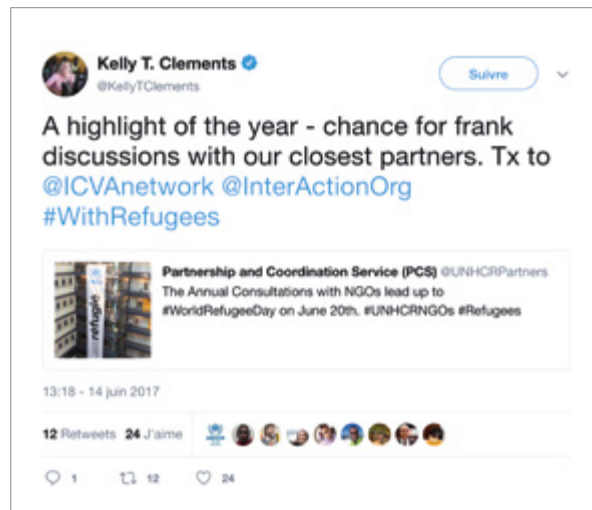 Kelly T. Clements
@KellyTClements
Suivre
A highlight of the year - chance for frank
discussions with our closest partners. Tx to
@ICVAnetwork @InterActionOrg
#WithRefugees
réfugié
Partnership and Coordination Service (PCS) @UNHCRPartners
The Annual Consultations with NGOs lead up to
#WorldRefugeeDay on June 20th. #UNHCRNGOs #Refugees
13:18 - 14 juin 2017
12 Retweets 24 J'aime
1 12 24